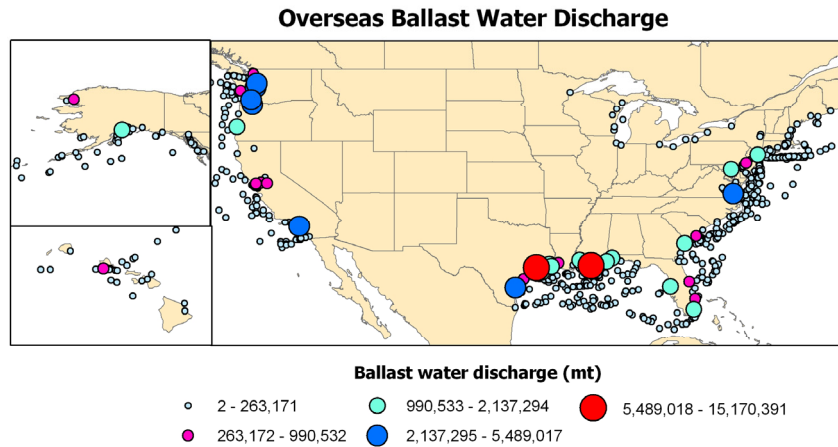 Overseas Ballast Water Discharge
Ballast water discharge (mt)
2 - 263,171
990,533 - 2,137,294
5,489,018 - 15,170,391
263,172 - 990,532
2,137,295 - 5,489,017